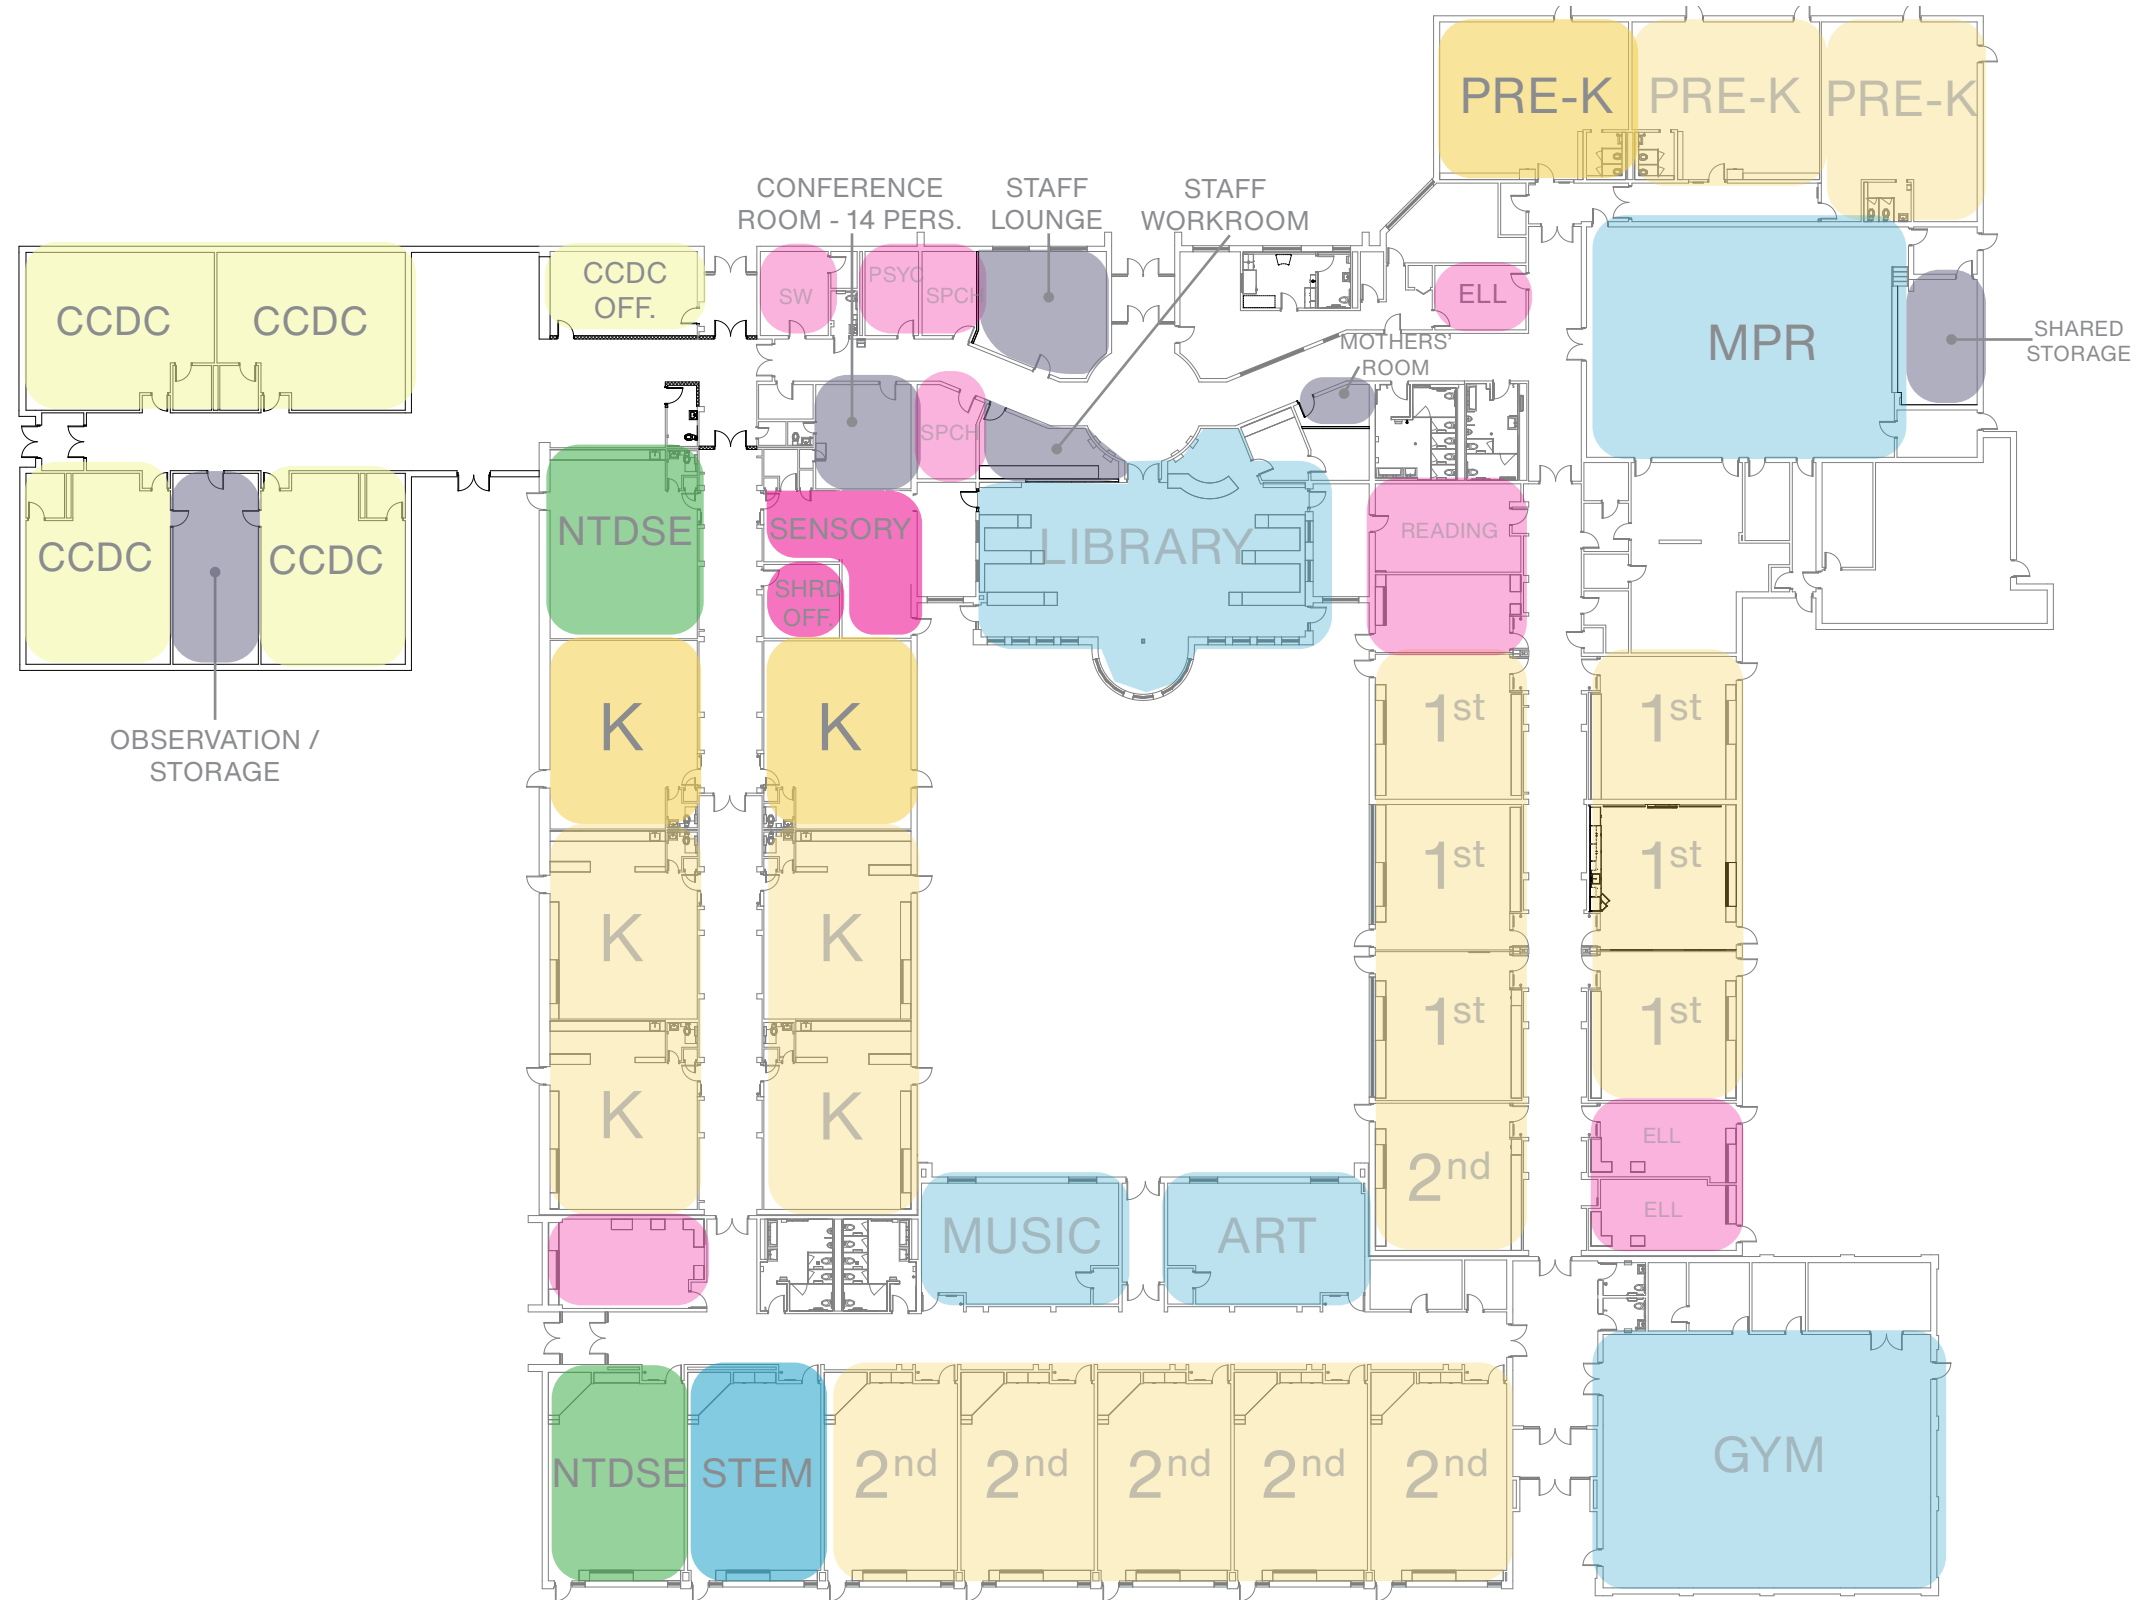 PRE-K PRE-K PRE-K
CONFERENCE
ROOM - 14 PERS.
STAFF
LOUNGE
STAFF
WORKROOM
CCDC CCDC
CCDC
OFF.
SW
PSYC
SPCH
ELL
MPR
SHARED
STORAGE
MOTHERS'
ROOM
SPCH
CCDC CCDC
NTDSE
SENSORY
SHRD
OFF.
LIBRARY
READING
OBSERVATION /
STORAGE
K K
1st 1st
1st 1st
K K
1st 1st
K K
ELL
2nd
ELL
MUSIC ART
NTDSE STEM 2nd 2nd 2nd 2nd 2nd
GYM